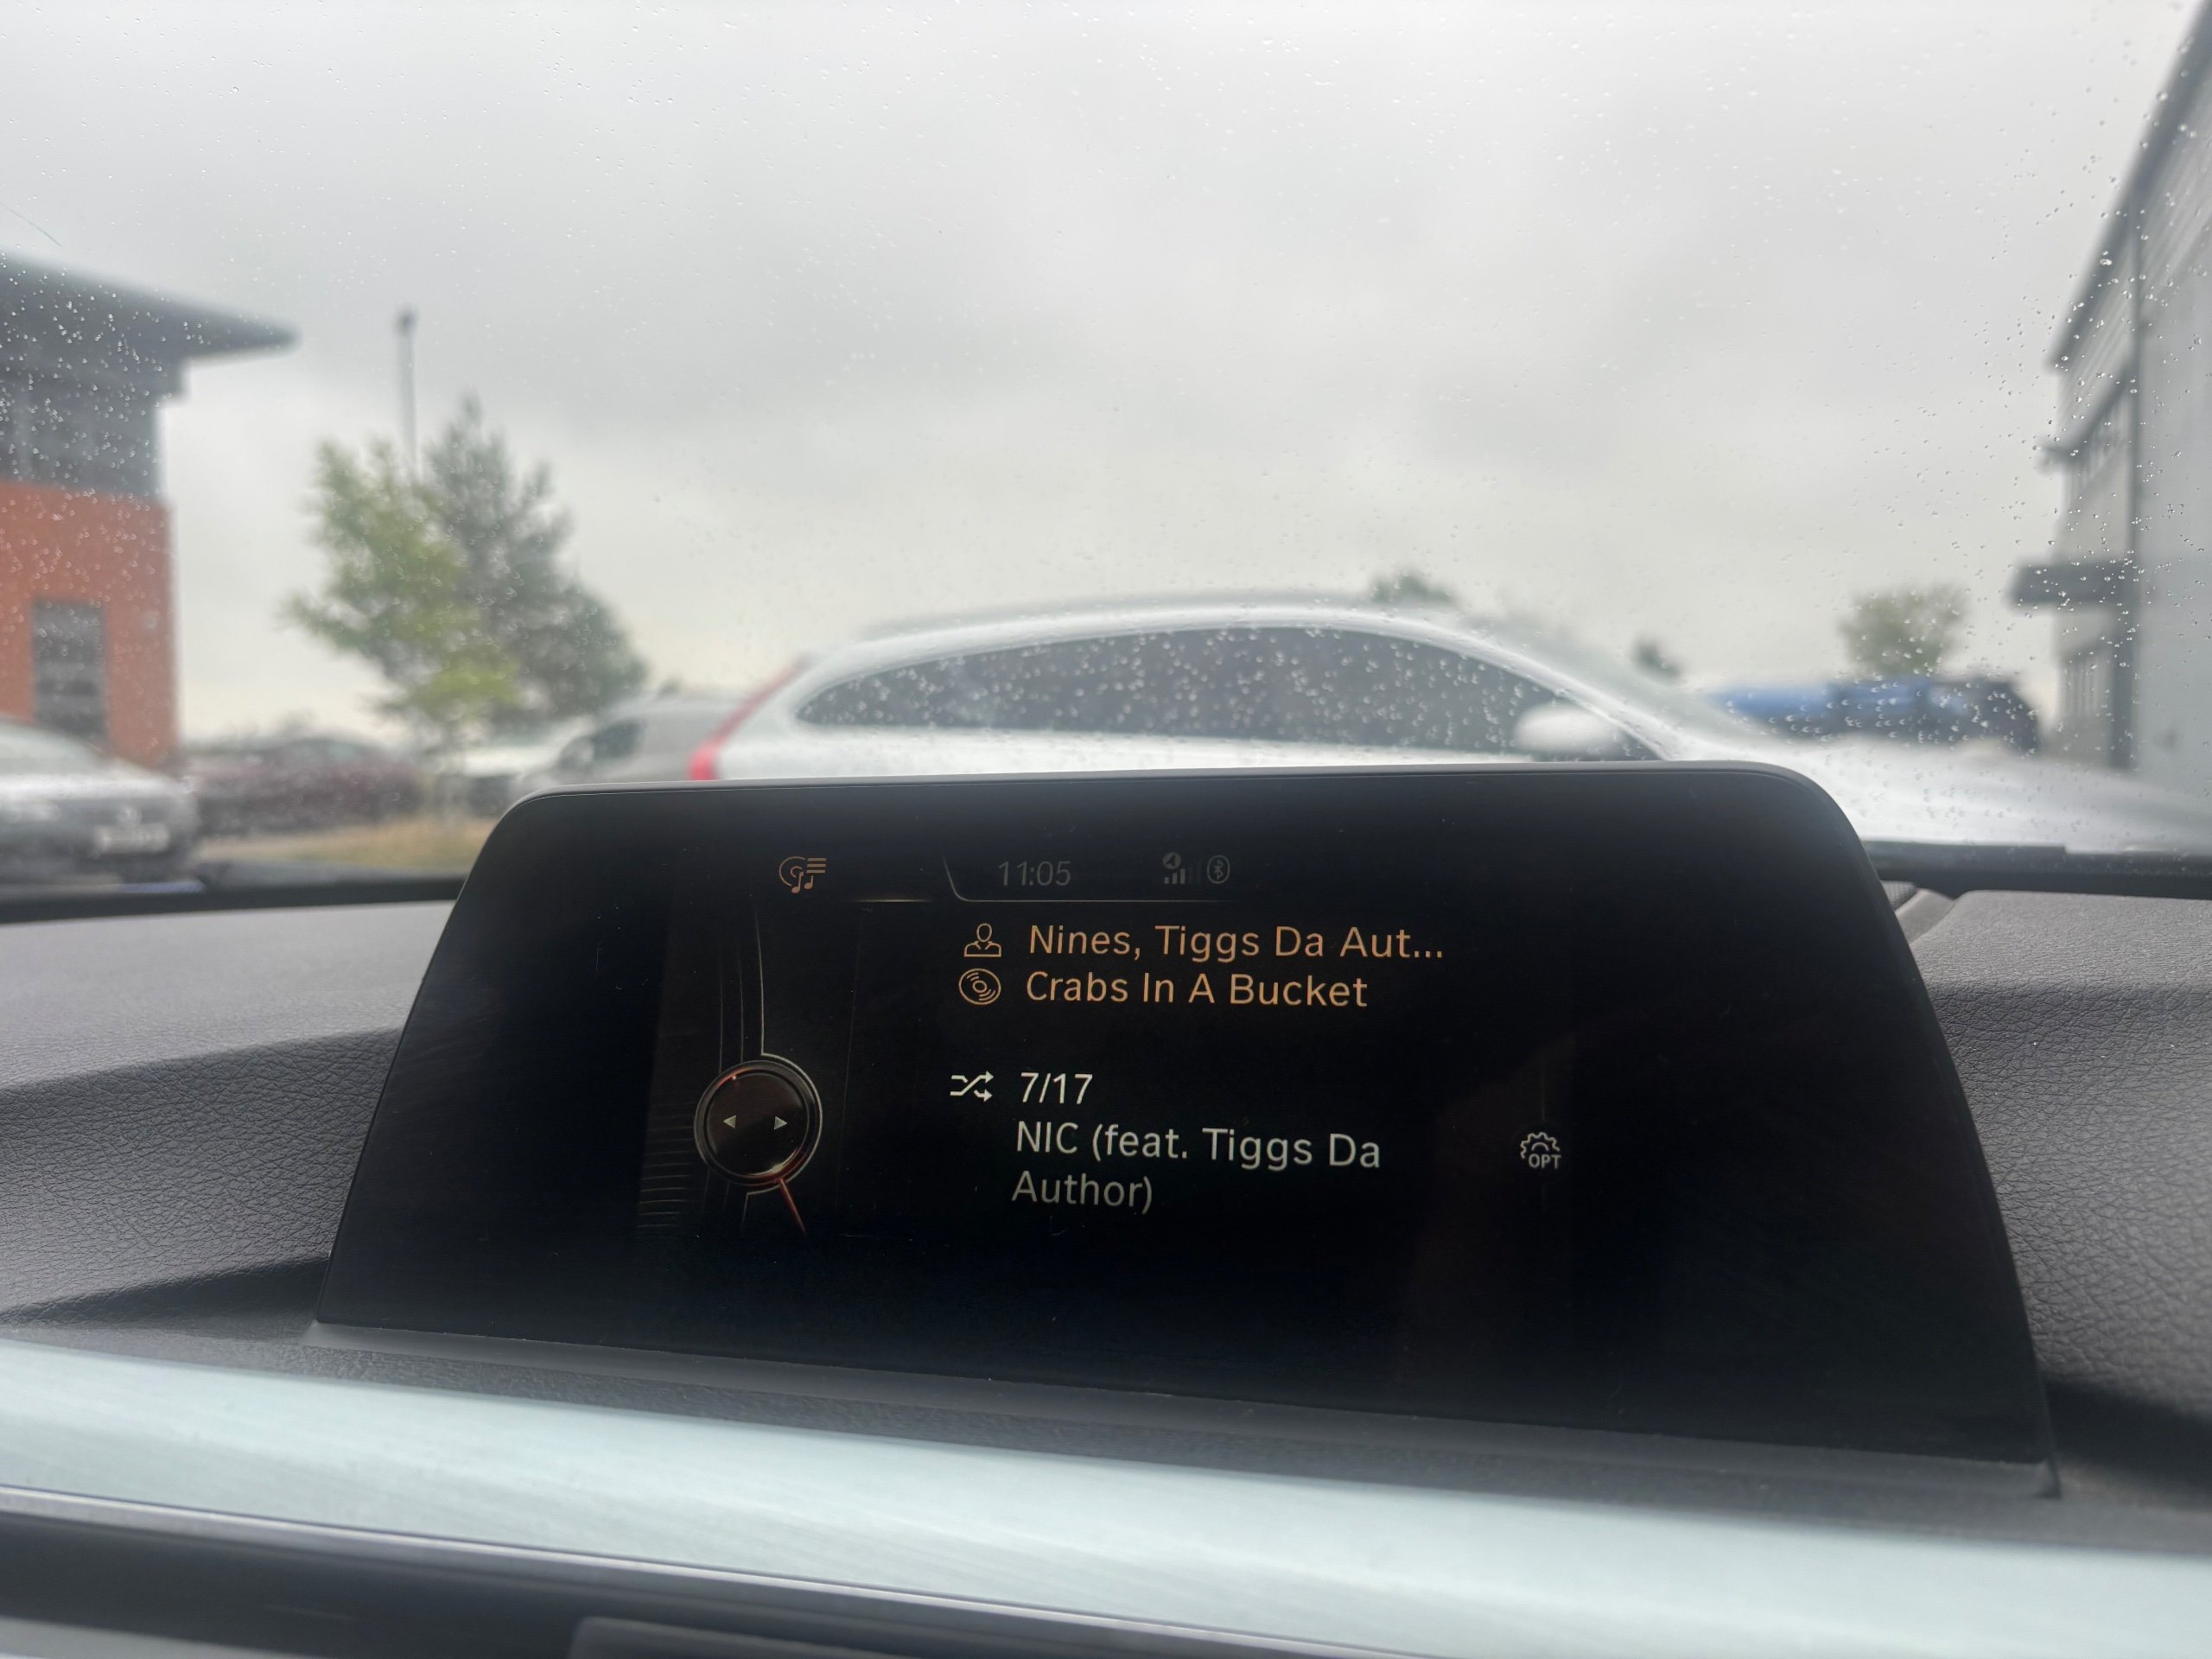 11:05
Nines, Tiggs Da Aut...
Crabs In A Bucket
7/17
NIC (feat. Tiggs Da
Author)
OPT